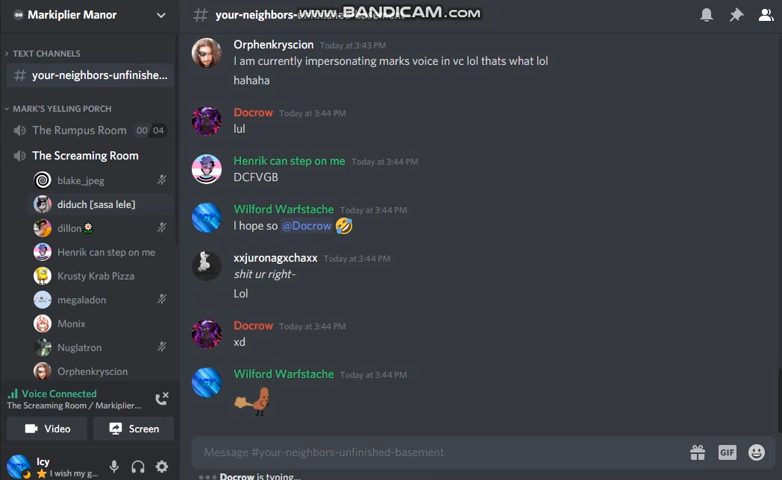 www.BANDICAM.com
Markiplier Manor
TEXT CHANNELS
# your-neighbors-unfinishe...
MARK'S YELLING PORCH
The Rumpus Room 00 04
The Screaming Room
blake_jpeg
diduch [sasa lele]
dillon
Henrik can step on me
Krusty Krab Pizza
megaladon
Monix
Nuglatron
Orphenkryscion
Voice Connected
The Screaming Room / Markiplier...
Video
Screen
Icy
I wish my g...
# your-neighbors-unfinished-basement
Orphenkryscion Today at 3:43 PM
I am currently impersonating marks voice in vc lol thats what lol
hahaha
Docrow Today at 3:44 PM
lul
Henrik can step on me Today at 3:44 PM
DCFVGB
Wilford Warfstache Today at 3:44 PM
I hope so @Docrow 🤣
xxjuronagxchaxx Today at 3:44 PM
shit ur right-
Lol
Docrow Today at 3:44 PM
xd
Wilford Warfstache Today at 3:44 PM
Message #your-neighbors-unfinished-basement
GIF
Docrow is typing...